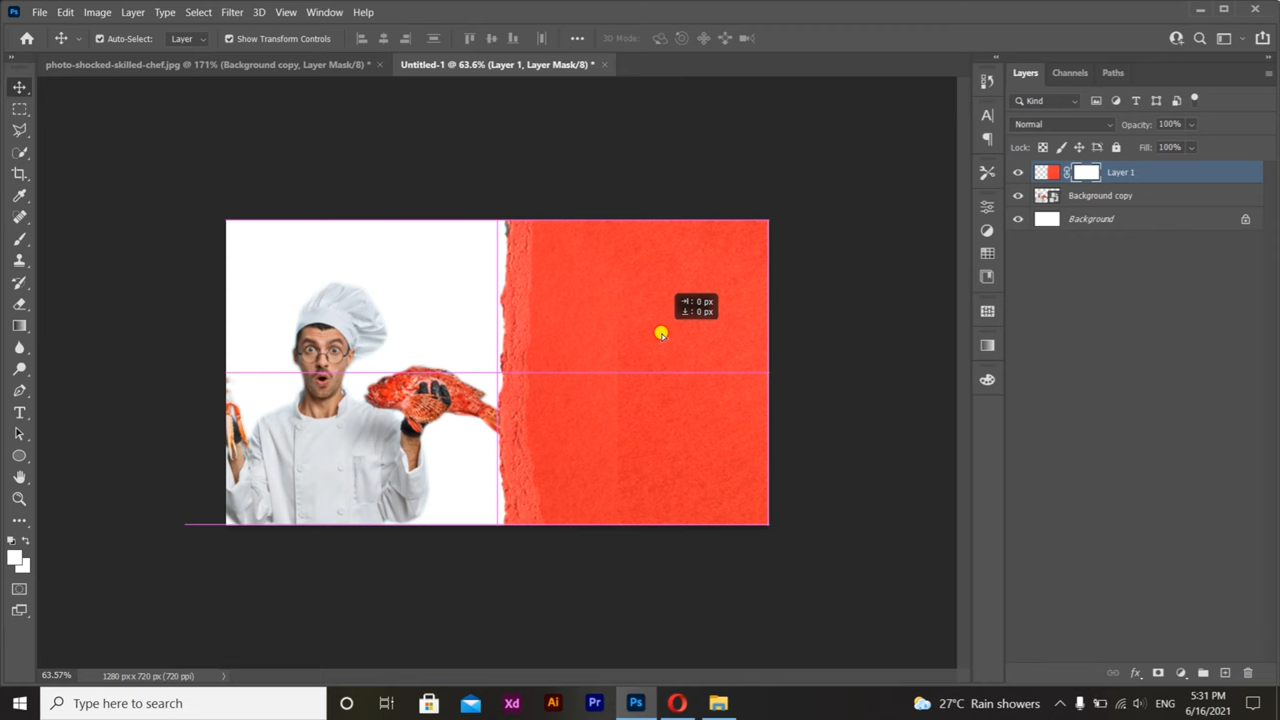 Ps File Edit Image Layer Type Select Filter 3D View Window Help
Auto-Select: Layer Show Transform Controls 3D Mode:
photo-shocked-skilled-chef.jpg @ 171% (Background copy, Layer Mask/8) * × Untitled-1 @ 63.6% (Layer 1, Layer Mask/8) * ×
Layers Channels Paths
Kind
Normal Opacity: 100%
Lock: Fill: 100%
Layer 1
Background copy
Background
: 0 px
: 0 px
63.57% 1280 px x 720 px (72 ppi)
Type here to search
Xd Ai Pr Ps
27°C Rain showers
ENG
5:31 PM
6/16/2021